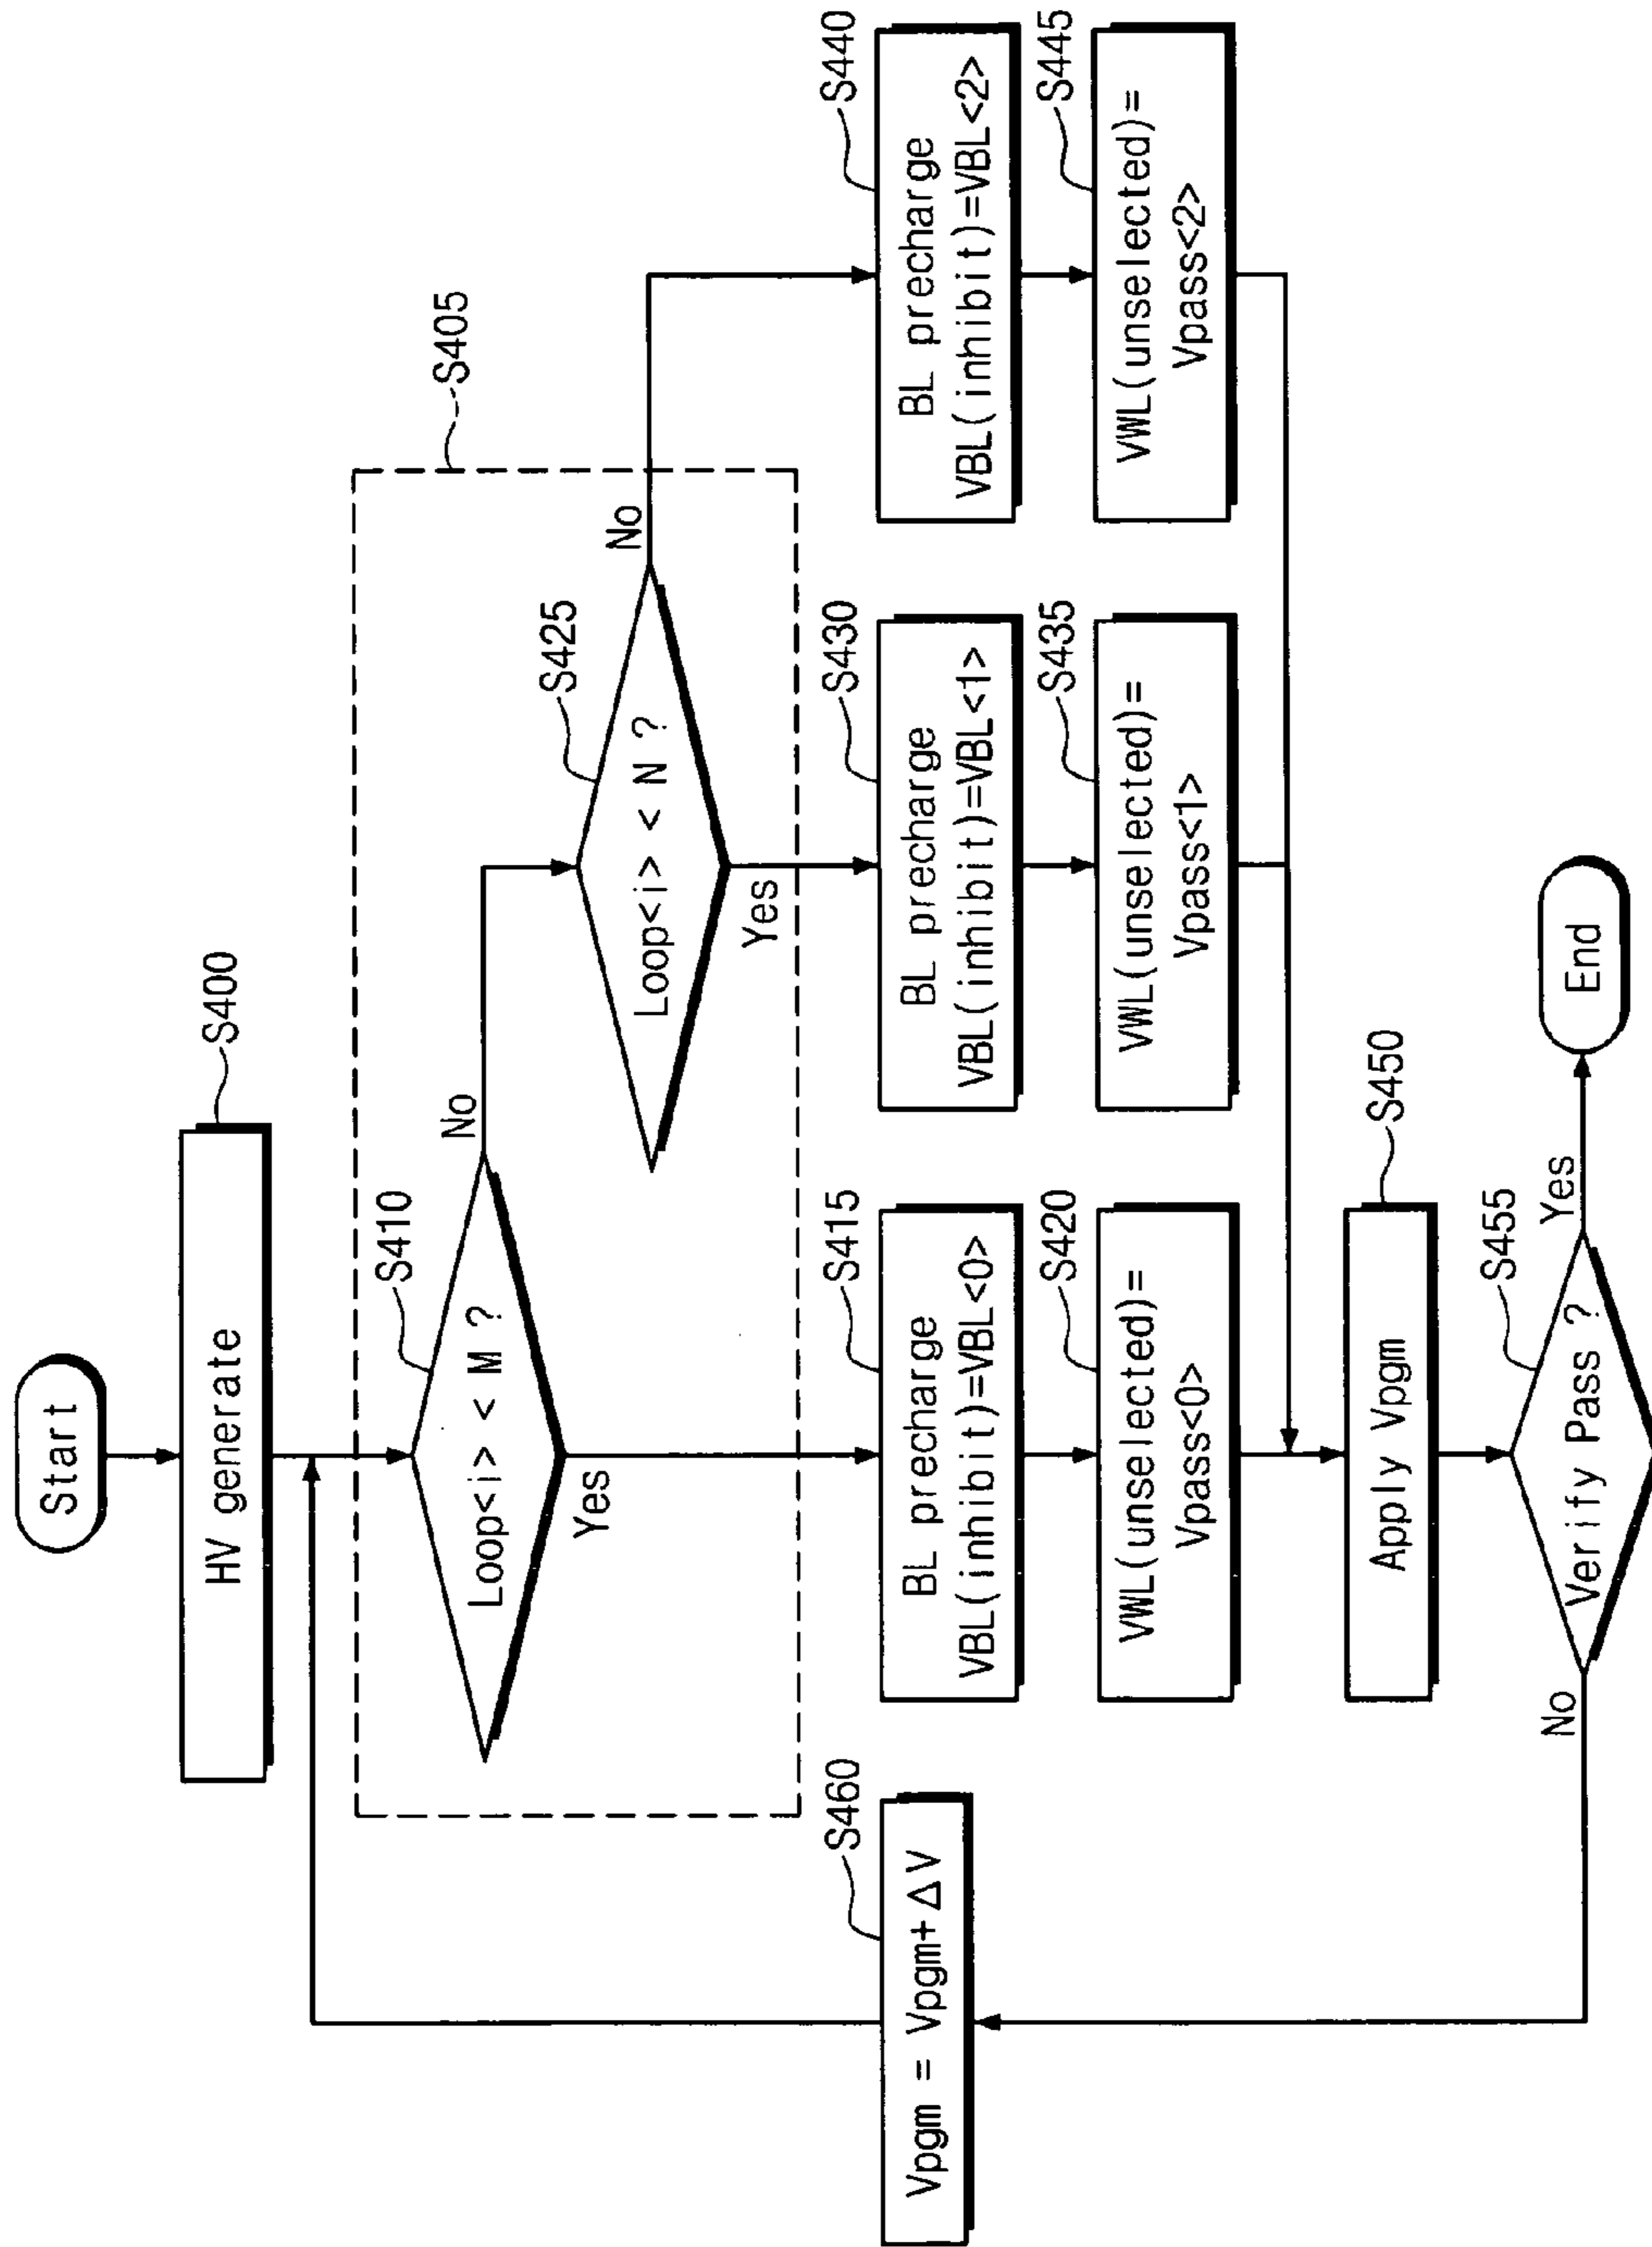 Start
HV generate
S400
S405
S410
Loop<i> < M ?
No
Yes
S425
Loop<i> < N ?
No
Yes
S415
BL precharge
VBL(inhibit)=VBL<0>
S420
VWL(unselected)=
Vpass<0>
S430
BL precharge
VBL(inhibit)=VBL<1>
S435
VWL(unselected)=
Vpass<1>
S440
BL precharge
VBL(inhibit)=VBL<2>
S445
VWL(unselected)=
Vpass<2>
S460
Vpgm = Vpgm+ΔV
S450
Apply Vpgm
S455
Verify Pass ?
No
Yes
End